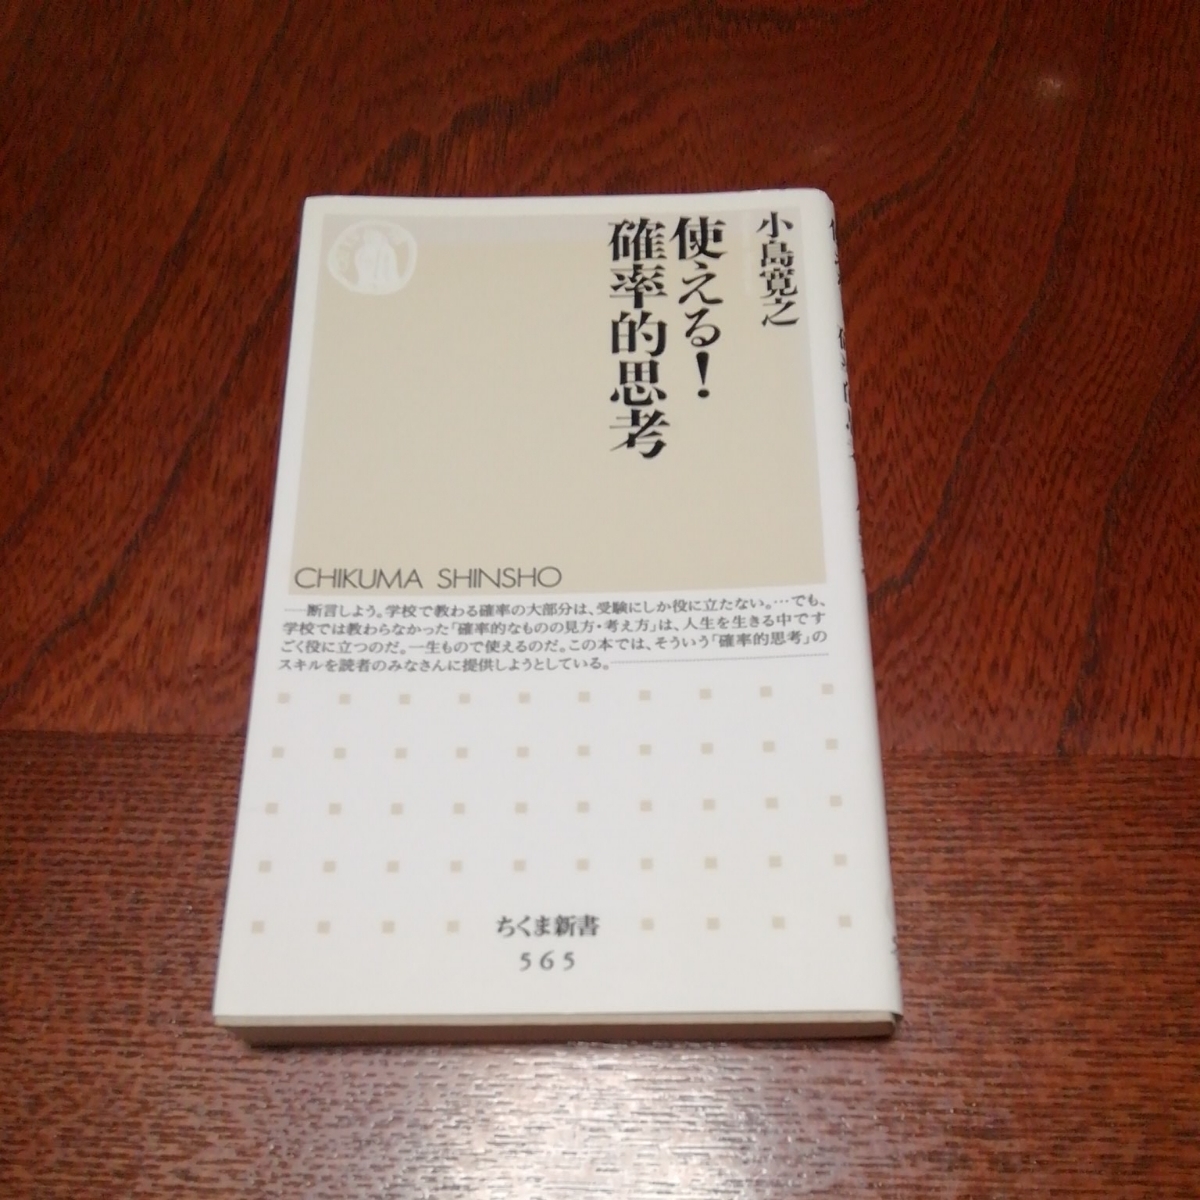 小島寛之
使える!
確率的思考
CHIKUMA SHINSHO
──断言しよう。学校で教わる確率の大部分は、受験にしか役に立たない。…でも、
学校では教わらなかった「確率的なものの見方・考え方」は、人生を生きる中です
ごく役に立つのだ。一生もので使えるのだ。この本では、そういう「確率的思考」の
スキルを読者のみなさんに提供しようとしている。──
ちくま新書
565